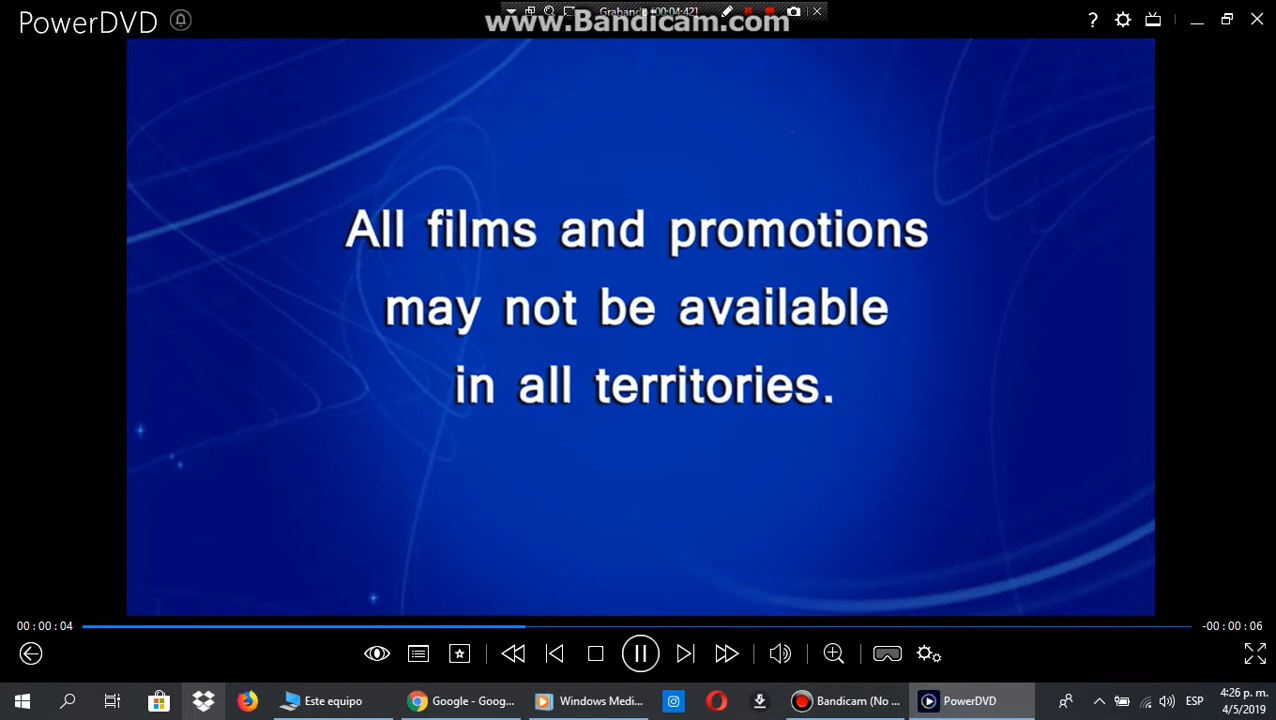 PowerDVD
www.Bandicam.com
All films and promotions
may not be available
in all territories.
00:00:04
-00:00:06
Este equipo
Google - Goog...
Windows Medi...
Bandicam (No ...
PowerDVD
ESP
4:26 p. m.
4/5/2019